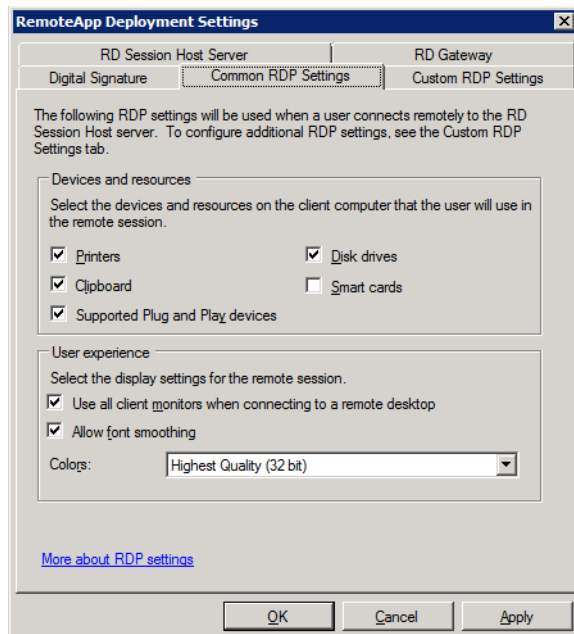 RemoteApp Deployment Settings
RD Session Host Server
RD Gateway
Digital Signature
Common RDP Settings
Custom RDP Settings
The following RDP settings will be used when a user connects remotely to the RD
Session Host server.  To configure additional RDP settings, see the Custom RDP
Settings tab.
Devices and resources
Select the devices and resources on the client computer that the user will use in
the remote session.
Printers
Disk drives
Clipboard
Smart cards
Supported Plug and Play devices
User experience
Select the display settings for the remote session.
Use all client monitors when connecting to a remote desktop
Allow font smoothing
Colors:
Highest Quality (32 bit)
More about RDP settings
OK
Cancel
Apply